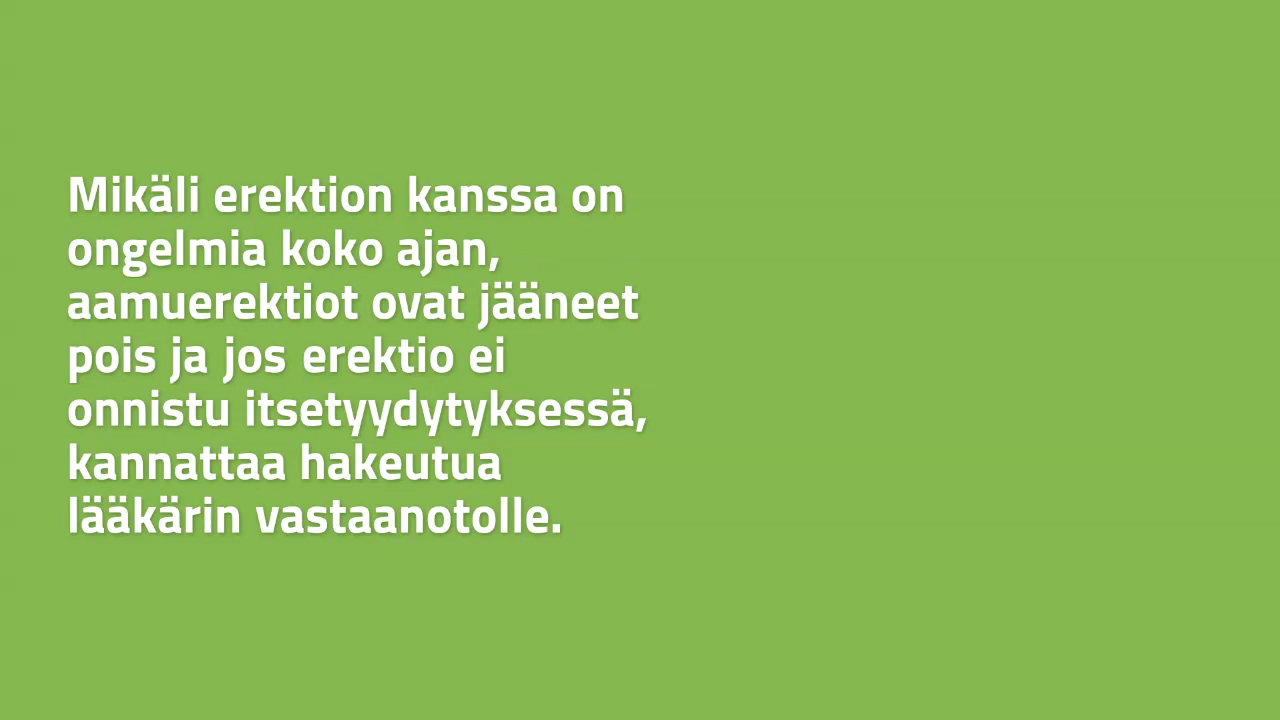 Mikäli erektion kanssa on
ongelmia koko ajan,
aamuerektiot ovat jääneet
pois ja jos erektio ei
onnistu itsetyydytyksessä,
kannattaa hakeutua
lääkärin vastaanotolle.